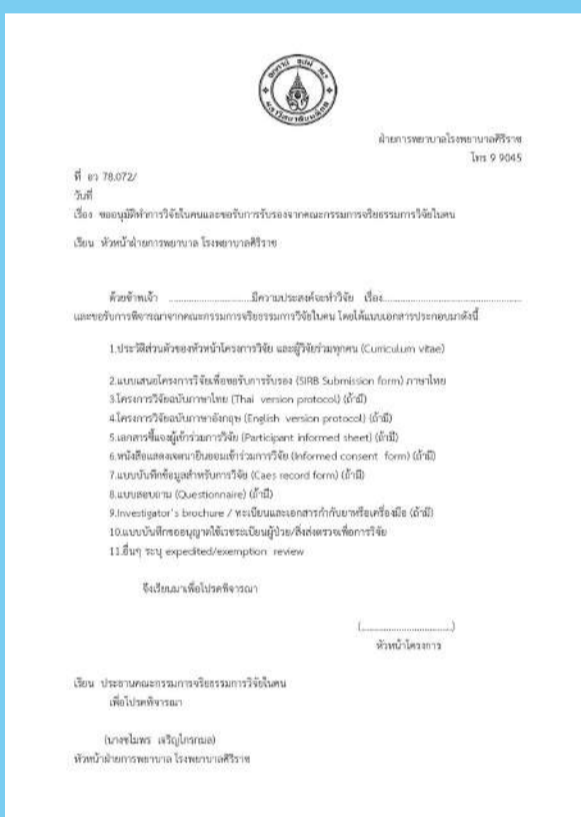 ฝ่ายการพยาบาลโรงพยาบาลศิริราช
โทร 9 9045
ที่ อว 78.072/
วันที่
เรื่อง ขออนุมัติทำการวิจัยในคนและขอรับการรับรองจากคณะกรรมการจริยธรรมการวิจัยในคน
เรียน หัวหน้าฝ่ายการพยาบาล โรงพยาบาลศิริราช
ด้วยข้าพเจ้า ..............................มีความประสงค์จะทำวิจัย เรื่อง..................................................
และขอรับการพิจารณาจากคณะกรรมการจริยธรรมการวิจัยในคน โดยได้แนบเอกสารประกอบมาดังนี้
1.ประวัติส่วนตัวของหัวหน้าโครงการวิจัย และผู้วิจัยร่วมทุกคน (Curriculum vitae)
2.แบบเสนอโครงการวิจัยเพื่อขอรับการรับรอง (SIRB Submission form) ภาษาไทย
3.โครงการวิจัยฉบับภาษาไทย (Thai version protocol) (ถ้ามี)
4.โครงการวิจัยฉบับภาษาอังกฤษ (English version protocol) (ถ้ามี)
5.เอกสารชี้แจงผู้เข้าร่วมการวิจัย (Participant informed sheet) (ถ้ามี)
6.หนังสือแสดงเจตนายินยอมเข้าร่วมการวิจัย (Informed consent form) (ถ้ามี)
7.แบบบันทึกข้อมูลสำหรับการวิจัย (Caes record form) (ถ้ามี)
8.แบบสอบถาม (Questionnaire) (ถ้ามี)
9.Investigator's brochure / ทะเบียนและเอกสารกำกับยาหรือเครื่องมือ (ถ้ามี)
10.แบบบันทึกขออนุญาตใช้เวชระเบียนผู้ป่วย/สิ่งส่งตรวจเพื่อการวิจัย
11.อื่นๆ ระบุ expedited/exemption review
จึงเรียนมาเพื่อโปรดพิจารณา
(..............................)
หัวหน้าโครงการ
เรียน ประธานคณะกรรมการจริยธรรมการวิจัยในคน
เพื่อโปรดพิจารณา
หัวหน้าฝ่ายการพยาบาล โรงพยาบาลศิริราช